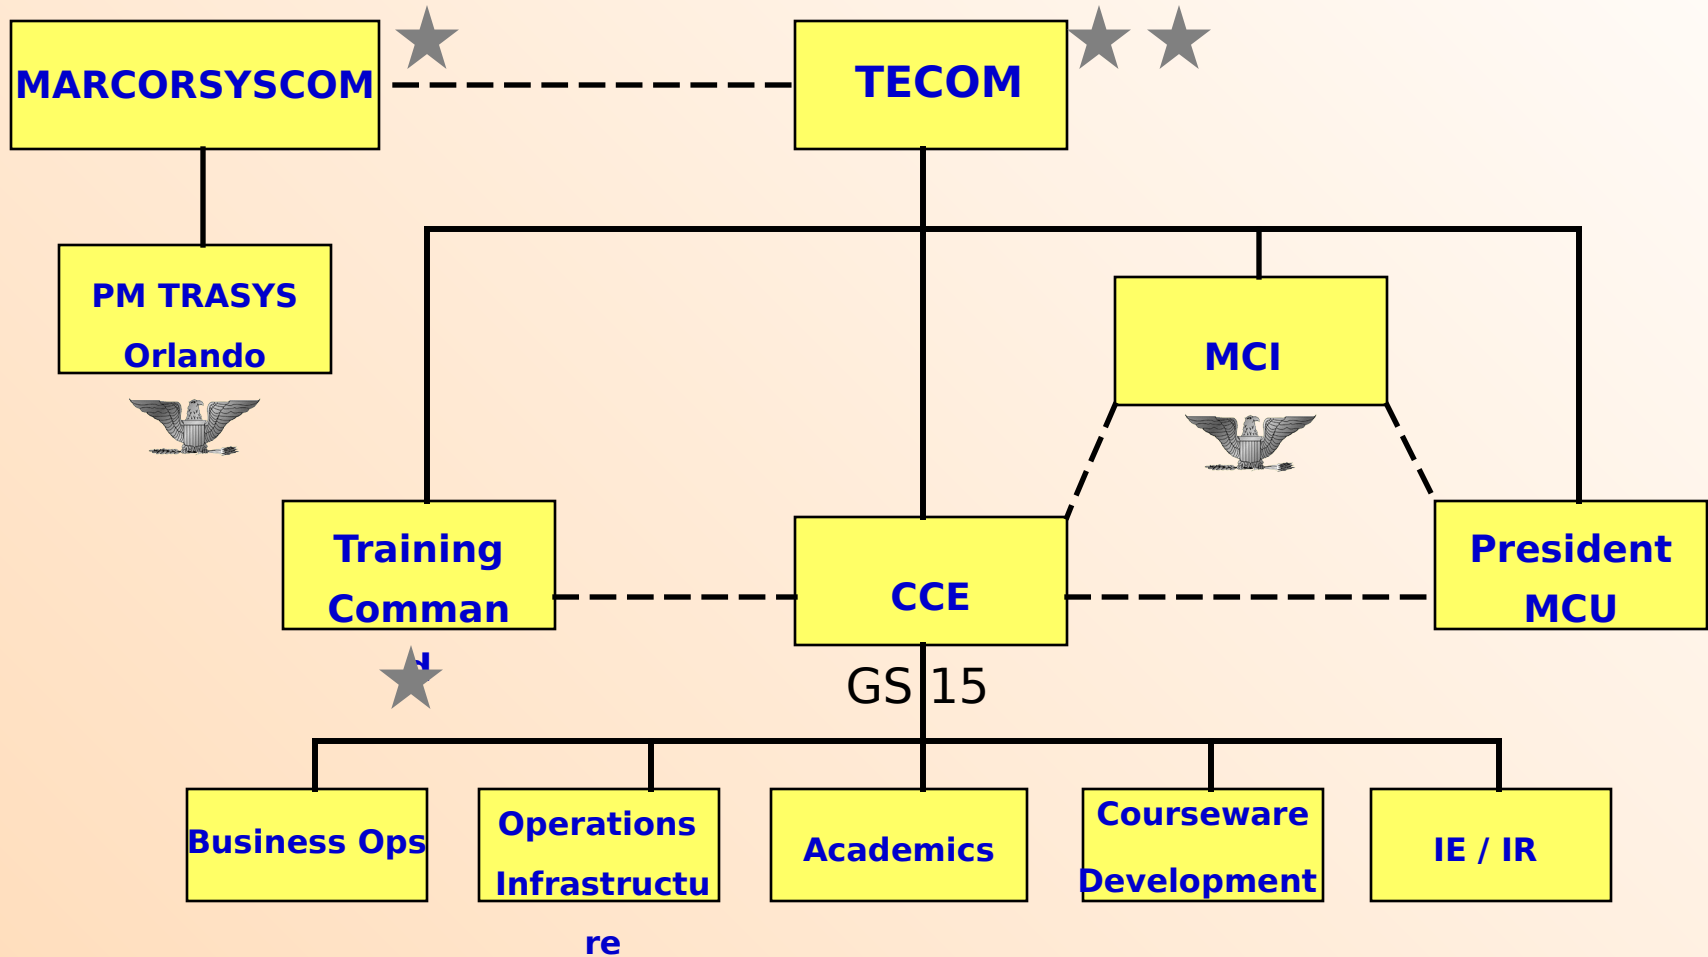 MARCORSYSCOM
TECOM
PM TRASYS
Orlando
MCI
Training
Comman
d
CCE
President
MCU
GS 15
Business Ops
Operations
Infrastructu
re
Academics
Courseware
Development
IE / IR